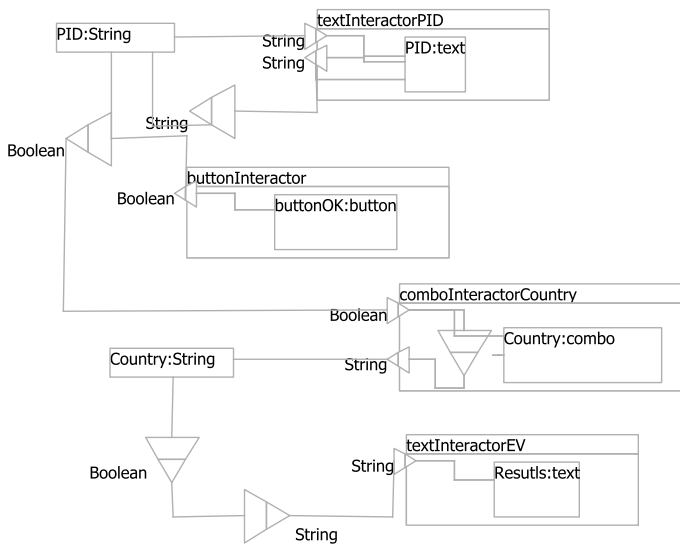 textInteractorPID
PID:String
String
PID:text
String
String
Boolean
buttonInteractor
Boolean
buttonOK:button
comboInteractorCountry
Boolean
Country:combo
Country:String
String
textInteractorEV
String
Boolean
Resutls:text
String